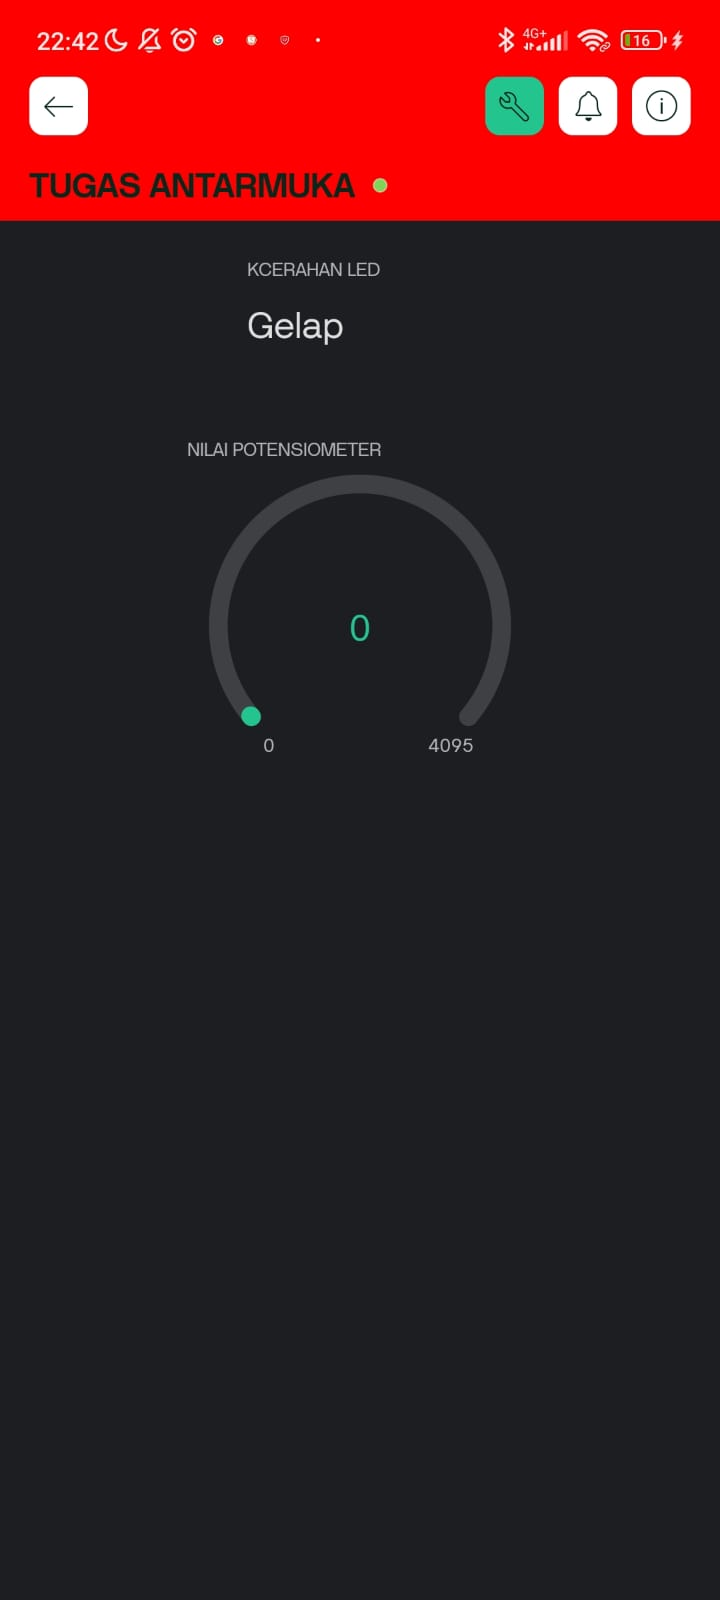 22:42 4G+ 16
TUGAS ANTARMUKA
KCERAHAN LED
Gelap
NILAI POTENSIOMETER
0
0 4095